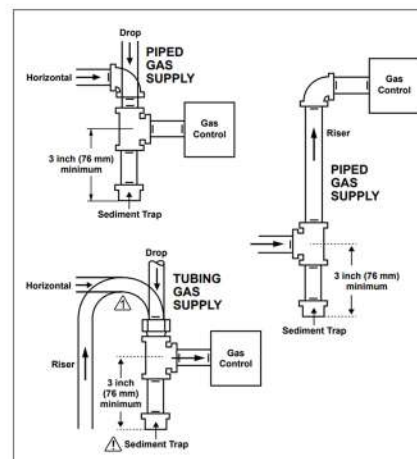 Drop
PIPED
GAS
SUPPLY
Horizontal
Gas
Control
3 inch (76 mm)
minimum
Sediment Trap
Gas
Control
Riser
PIPED
GAS
SUPPLY
3 inch (76 mm)
minimum
Sediment Trap
Drop
TUBING
GAS
SUPPLY
Horizontal
Gas
Control
Riser
3 inch
(76 mm)
minimum
Sediment Trap